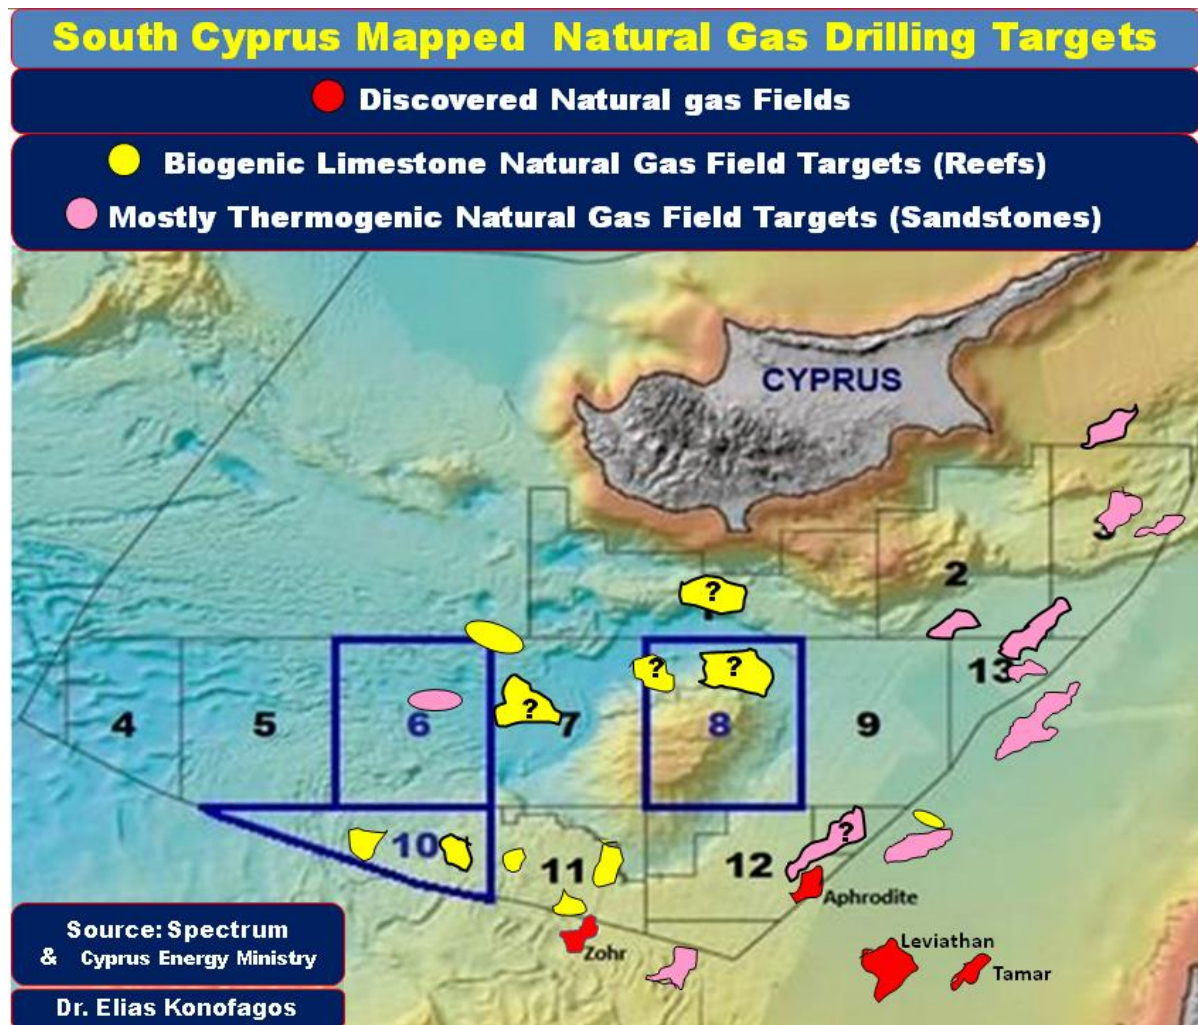 South Cyprus Mapped Natural Gas Drilling Targets
Discovered Natural gas Fields
Biogenic Limestone Natural Gas Field Targets (Reefs)
Mostly Thermogenic Natural Gas Field Targets (Sandstones)
CYPRUS
3
2
?
1
? ?
13
4 5 6 ? 7 8 9
?
10 11 12
Aphrodite
Zohr
Leviathan
Tamar
Source: Spectrum
& Cyprus Energy Ministry
Dr. Elias Konofagos